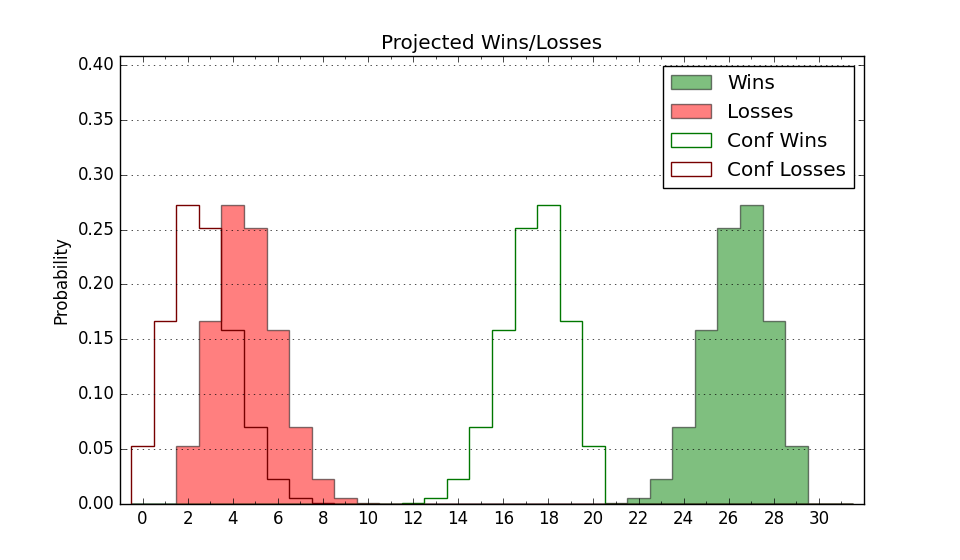 Projected Wins/Losses
0.40
0.35
0.30
0.25
0.20
0.15
0.10
0.05
0.00
Probability
Wins
Losses
Conf Wins
Conf Losses
0 2 4 6 8 10 12 14 16 18 20 22 24 26 28 30